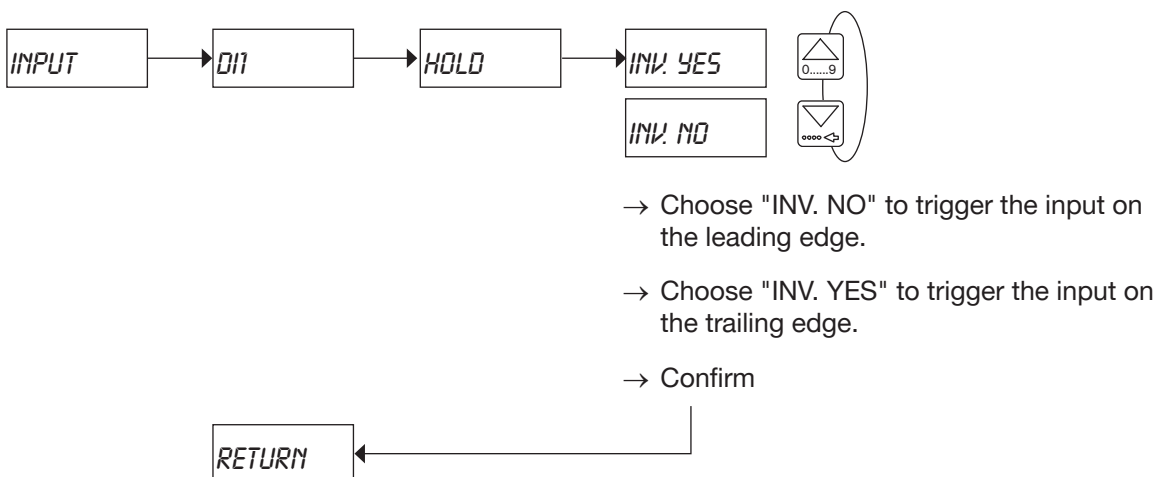 INPUT
DI1
HOLD
INV. YES
0......9
INV. NO
→ Choose "INV. NO" to trigger the input on
the leading edge.
→ Choose "INV. YES" to trigger the input on
the trailing edge.
→ Confirm
RETURN